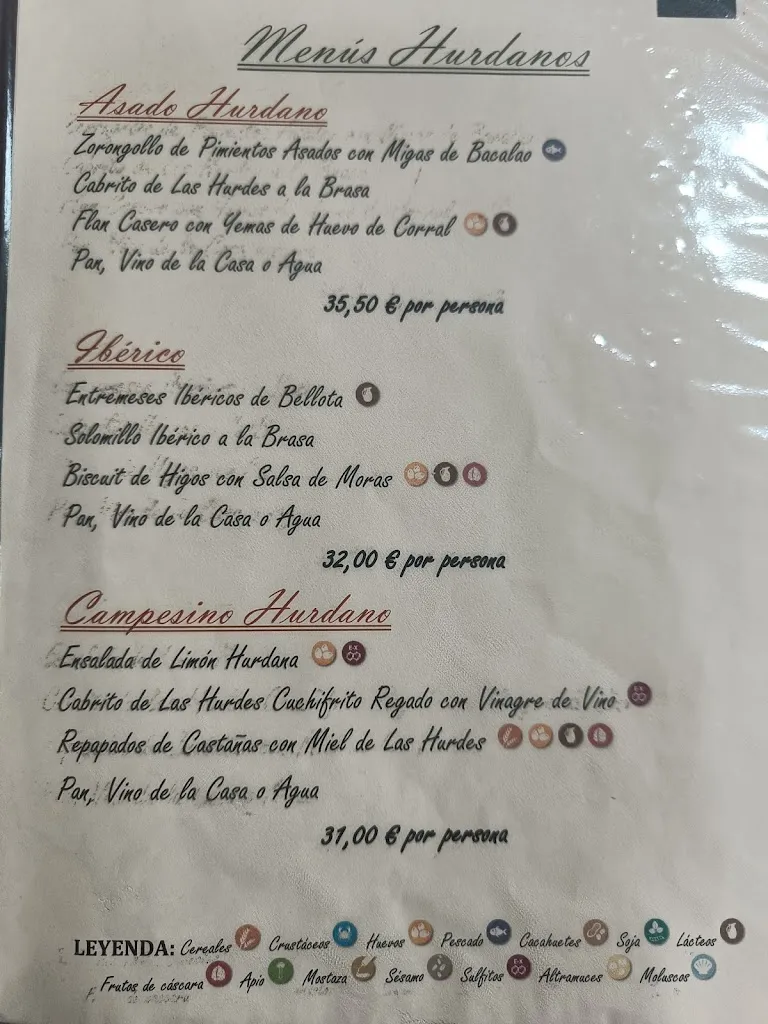 Menús Hurdanos
Asado Hurdano
Zorongollo de Pimientos Asados con Migas de Bacalao
Cabrito de Las Hurdes a la Brasa
Flan Casero con Yemas de Huevo de Corral
Pan, Vino de la Casa o Agua
35,50 € por persona
Ibérico
Entremeses Ibéricos de Bellota
Solomillo Ibérico a la Brasa
Biscuit de Higos con Salsa de Moras
Pan, Vino de la Casa o Agua
32,00 € por persona
Campesino Hurdano
Ensalada de Limón Hurdana
Cabrito de Las Hurdes Cuchifrito Regado con Vinagre de Vino
Repapados de Castañas con Miel de Las Hurdes
Pan, Vino de la Casa o Agua
31,00 € por persona
LEYENDA: Cereales Crustáceos Huevos Pescado Cacahuetes Soja Lácteos
Frutos de cáscara Apio Mostaza Sésamo Sulfitos Altramuces Moluscos